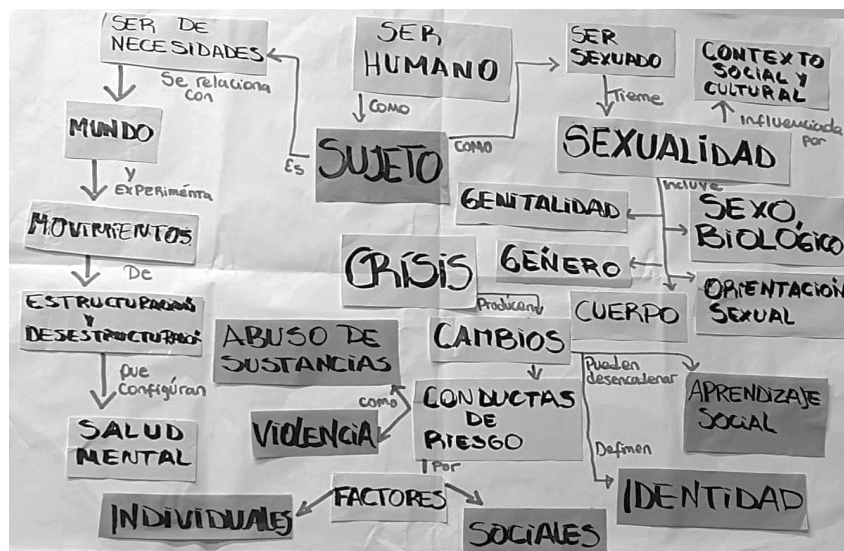 SER DE
NECESIDADES
Se relaciona
con
MUNDO
Y
EXPERIMENTA
MOVIMIENTOS
De
ESTRUCTURACIÓN
Y
DESESTRUCTURACIÓN
que
configuran
SALUD
MENTAL
SER
HUMANO
como
SUJETO
Es
como
SER
SEXUADO
Tiene
SEXUALIDAD
Influenciada
por
CONTEXTO
SOCIAL Y
CULTURAL
Incluye
GENITALIDAD
SEXO,
BIOLÓGICO
GENERO
CUERPO
ORIENTACIÓN
SEXUAL
CRÍSIS
Producen
CAMBIOS
Pueden
desencadenar
APRENDIZAJE
SOCIAL
Definen
IDENTIDAD
CONDUCTAS
DE
RIESGO
como
ABUSO DE
SUSTANCIAS
VIOLENCIA
Por
FACTORES
INDIVIDUALES
SOCIALES